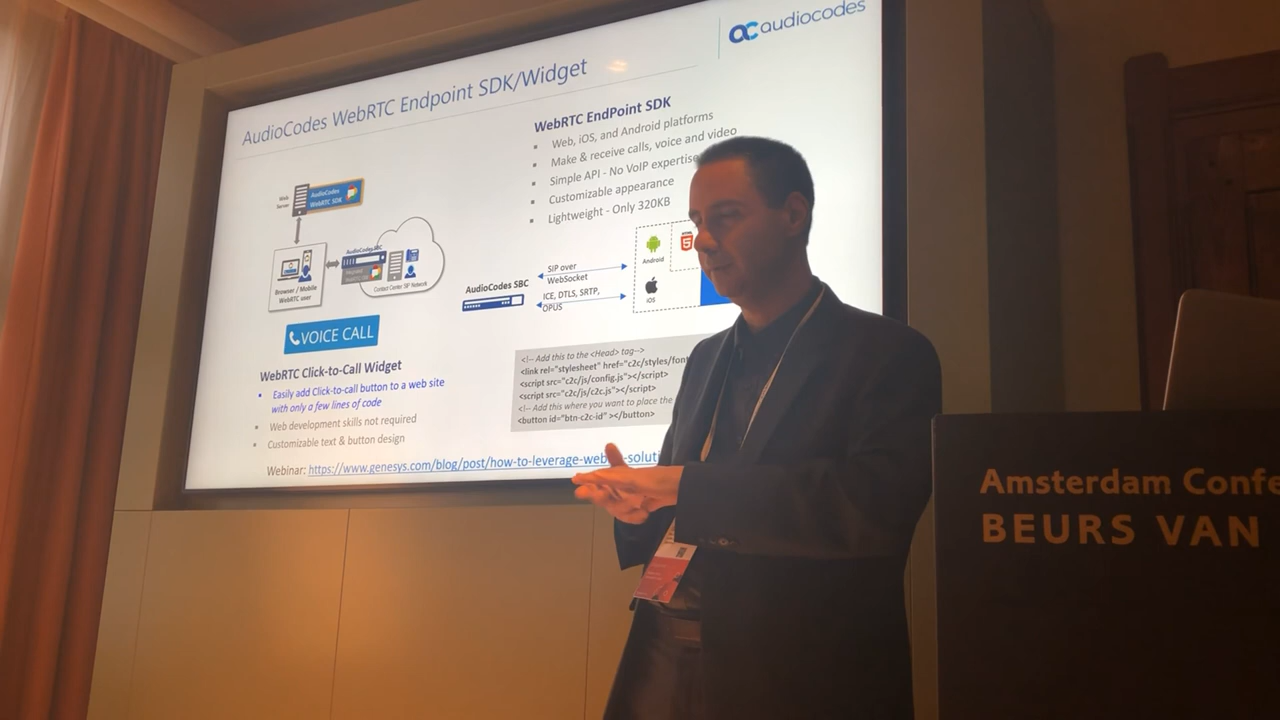 audiocodes
AudioCodes WebRTC Endpoint SDK/Widget
Web
Server
AudioCodes
WebRTC SDK
Browser / Mobile
WebRTC user
AudioCodes SBC
Contact Center SIP Network
VOICE CALL
WebRTC Click-to-Call Widget
Easily add Click-to-call button to a web site
with only a few lines of code
Web development skills not required
Customizable text & button design
WebRTC EndPoint SDK
Web, iOS, and Android platforms
Make & receive calls, voice and video
Simple API - No VoIP expertise
Customizable appearance
Lightweight - Only 320KB
AudioCodes SBC
SIP over
WebSocket
ICE, DTLS, SRTP,
OPUS
Android
HTML
5
iOS
<!-- Add this to the <Head> tag-->
<link rel="stylesheet" href="c2c/styles/font
<script src="c2c/js/config.js"></script>
<script src="c2c/js/c2c.js"></script>
<!-- Add this where you want to place the
<button id="btn-c2c-id" ></button>
Webinar: https://www.genesys.com/blog/post/how-to-leverage-web
Amsterdam Confe
BEURS VAN